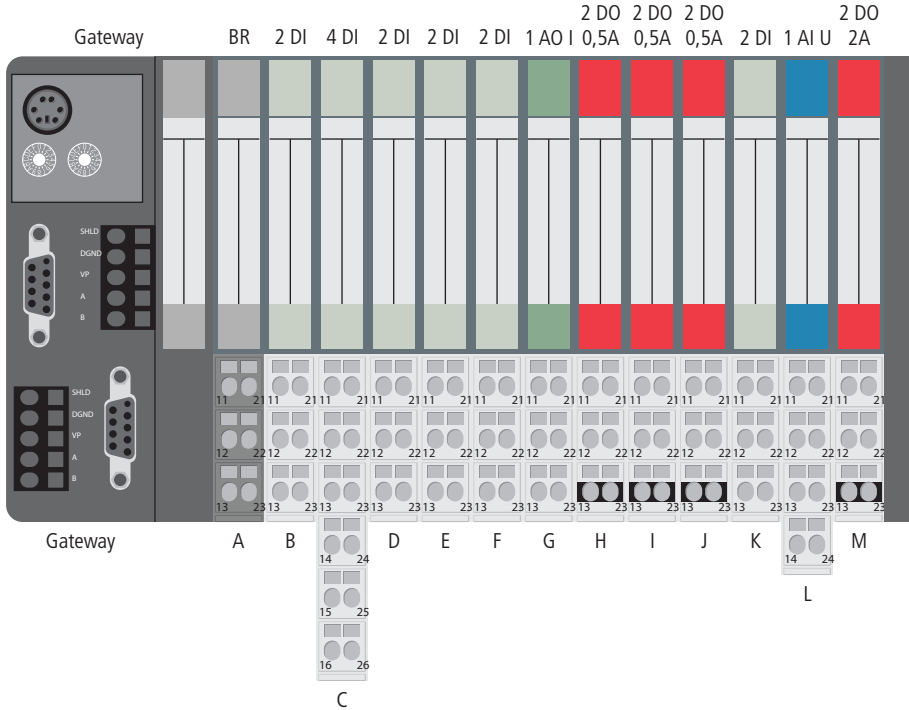 2 DO 2 DO 2 DO 2 DO
Gateway BR 2 DI 4 DI 2 DI 2 DI 2 DI 1 AO I 0,5A 0,5A 0,5A 2 DI 1 AI U 2A
SHLD
DGND
VP
A
B
11 21 11 21 11 21 11 21 11 21 11 21 11 21 11 21 11 21 11 21 11 21 11 21 11 21
SHLD
DGND
VP
A
B
12 22 12 22 12 22 12 22 12 22 12 22 12 22 12 22 12 22 12 22 12 22 12 22 12 22
13 23 13 23 13 23 13 23 13 23 13 23 13 23 13 23 13 23 13 23 13 23 13 23 13 23
Gateway A B D E F G H I J K M
14 24 14 24
L
15 25
16 26
C